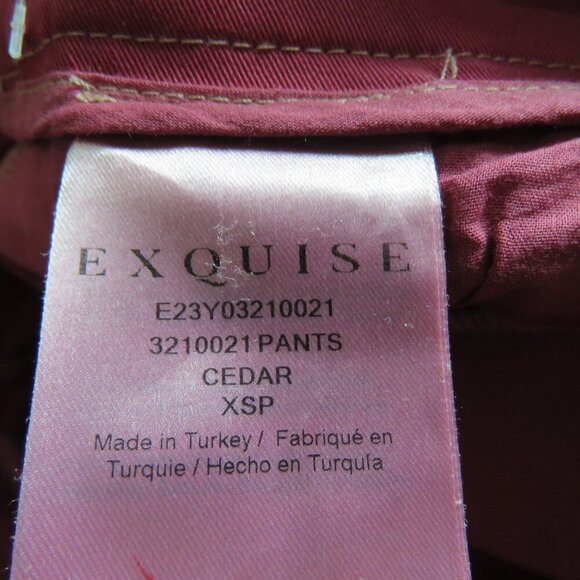 EXQUISE
E23Y03210021
3210021 PANTS
CEDAR
XSP
Made in Turkey / Fabriqué en
Turquie / Hecho en Turquía